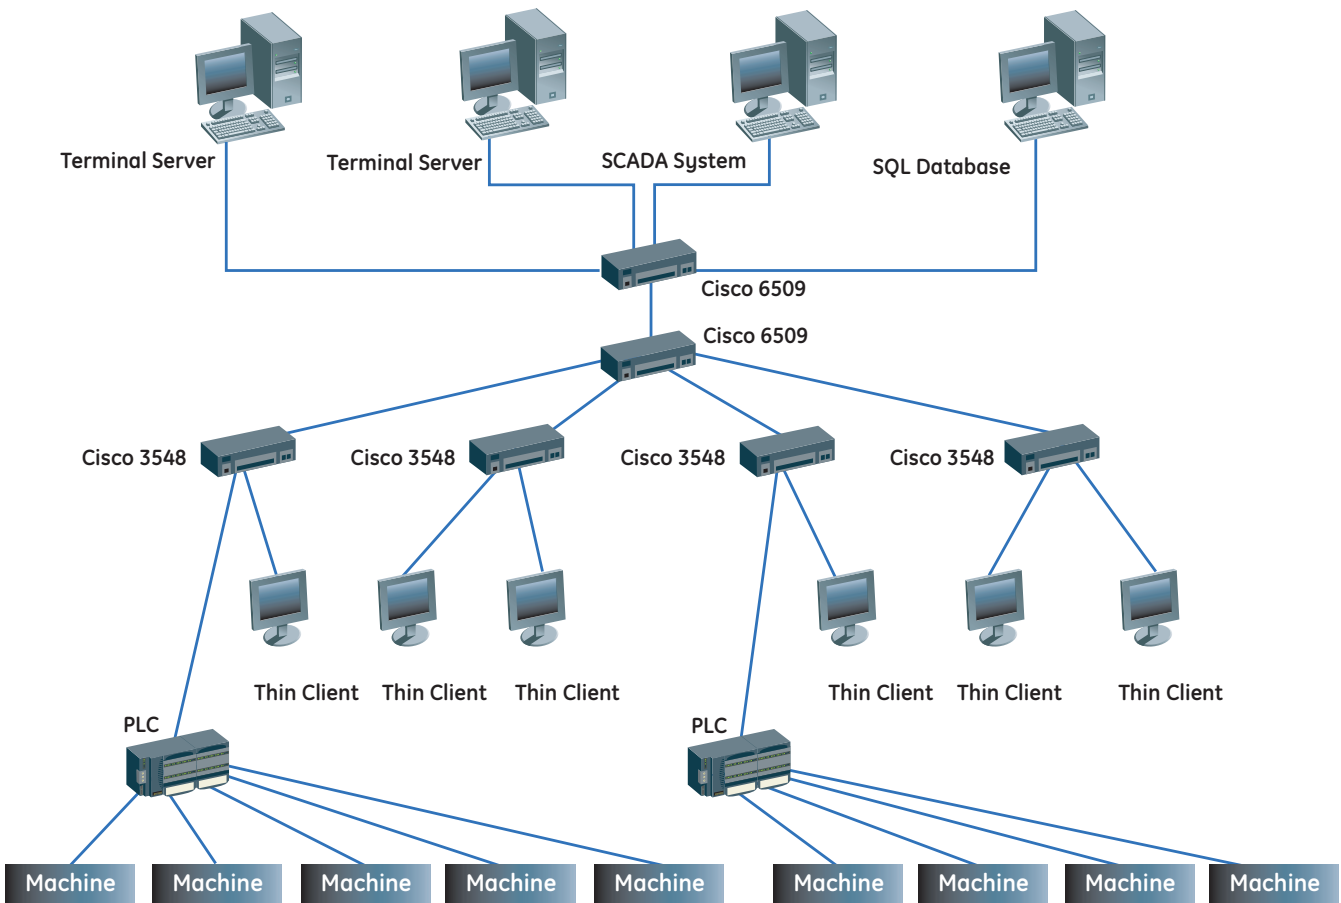 Terminal Server
Terminal Server
SCADA System
SQL Database
Cisco 6509
Cisco 6509
Cisco 3548
Cisco 3548
Cisco 3548
Cisco 3548
Thin Client
Thin Client
Thin Client
Thin Client
Thin Client
Thin Client
PLC
PLC
Machine
Machine
Machine
Machine
Machine
Machine
Machine
Machine
Machine